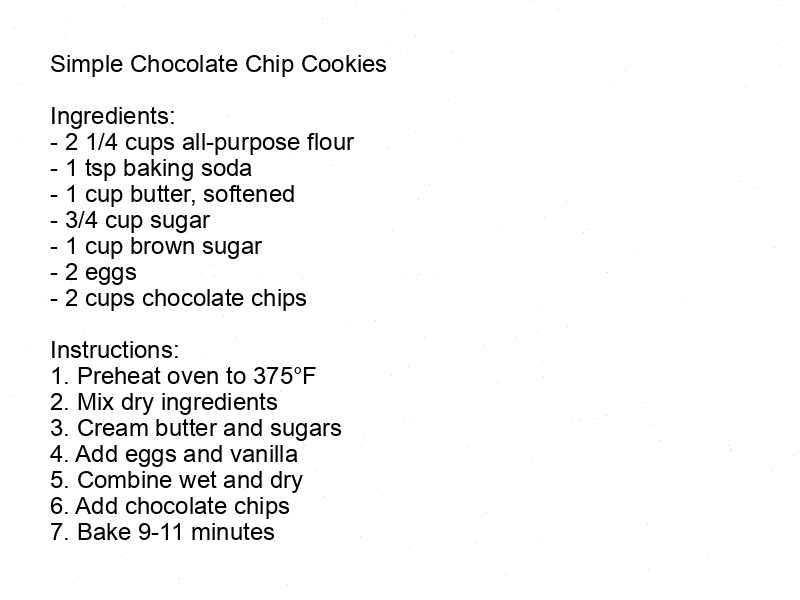 Simple Chocolate Chip Cookies
Ingredients:
- 2 1/4 cups all-purpose flour
- 1 tsp baking soda
- 1 cup butter, softened
- 3/4 cup sugar
- 1 cup brown sugar
- 2 eggs
- 2 cups chocolate chips
Instructions:
1. Preheat oven to 375°F
2. Mix dry ingredients
3. Cream butter and sugars
4. Add eggs and vanilla
5. Combine wet and dry
6. Add chocolate chips
7. Bake 9-11 minutes